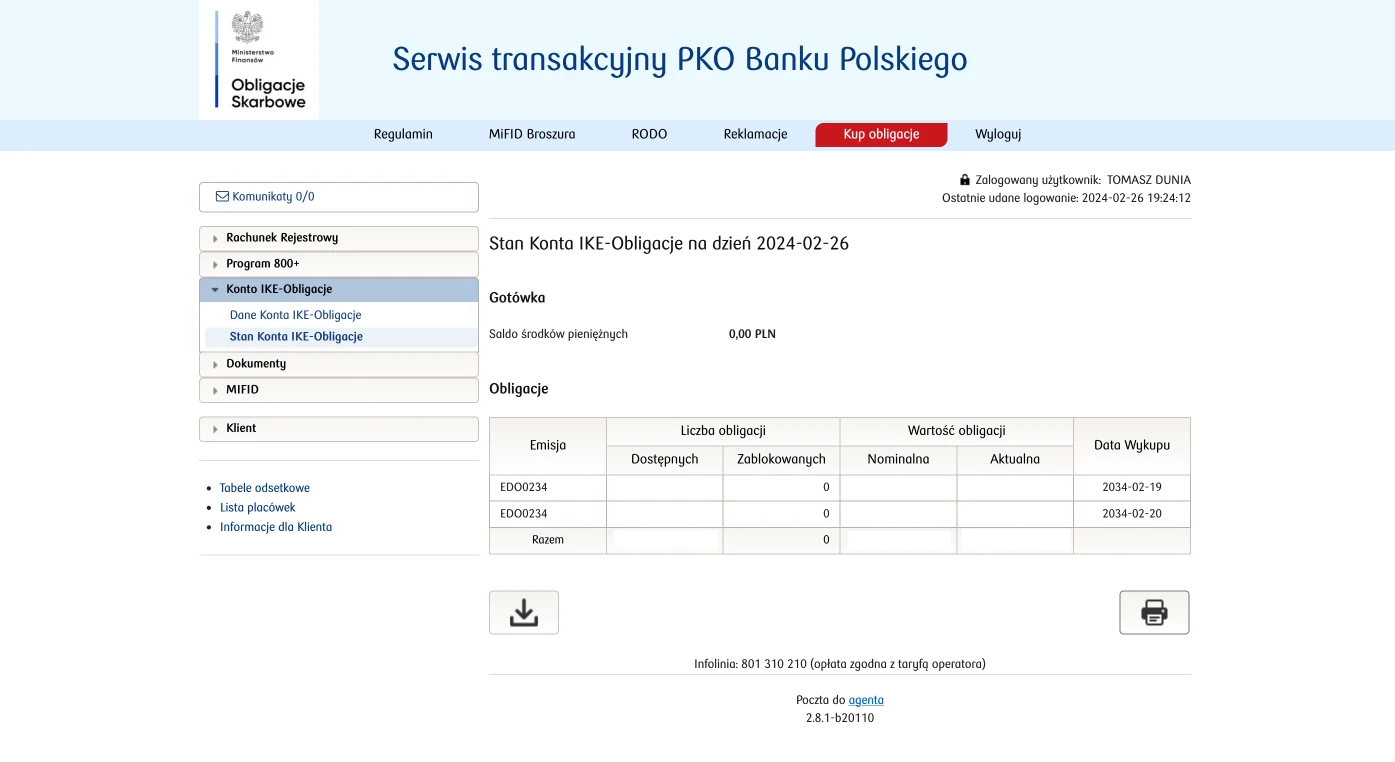 Ministerstwo
Finansów
Obligacje
Skarbowe
Serwis transakcyjny PKO Banku Polskiego
Regulamin MiFID Broszura RODO Reklamacje Kup obligacje Wyloguj
Komunikaty 0/0
Rachunek Rejestrowy
Program 800+
Konto IKE-Obligacje
Dane Konta IKE-Obligacje
Stan Konta IKE-Obligacje
Dokumenty
MIFID
Klient
Tabele odsetkowe
Lista placówek
Informacje dla Klienta
Zalogowany użytkownik: TOMASZ DUNIA
Ostatnie udane logowanie: 2024-02-26 19:24:12
Stan Konta IKE-Obligacje na dzień 2024-02-26
Gotówka
Saldo środków pieniężnych 0,00 PLN
Obligacje
Emisja Liczba obligacji Wartość obligacji Data Wykupu
Dostępnych Zablokowanych Nominalna Aktualna
EDO0234 0 2034-02-19
EDO0234 0 2034-02-20
Razem 0
Infolinia: 801 310 210 (opłata zgodna z taryfą operatora)
Poczta do agenta
2.8.1-b20110